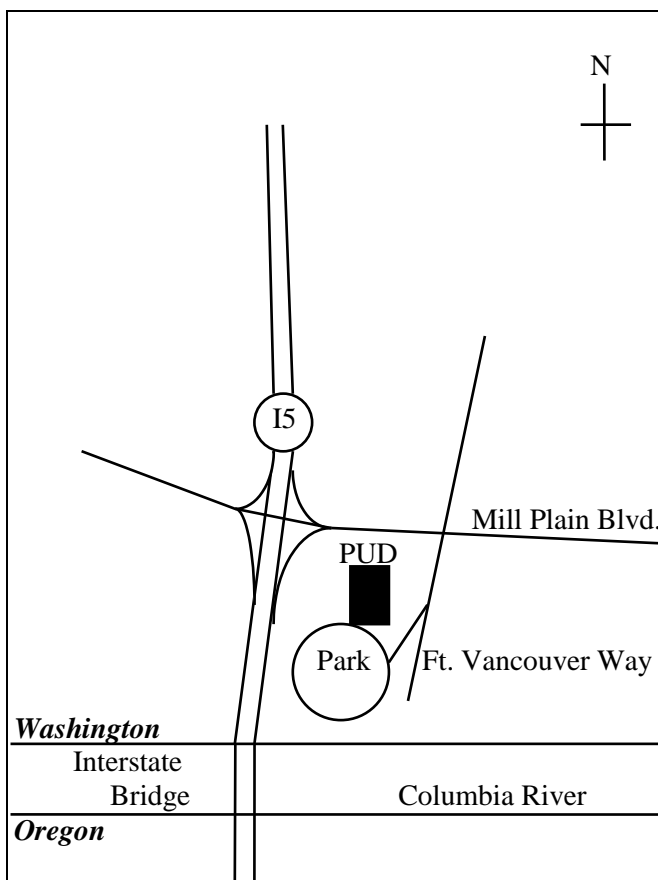 N
I5
Mill Plain Blvd.
PUD
Park
Ft. Vancouver Way
Washington
Interstate
Bridge
Columbia River
Oregon